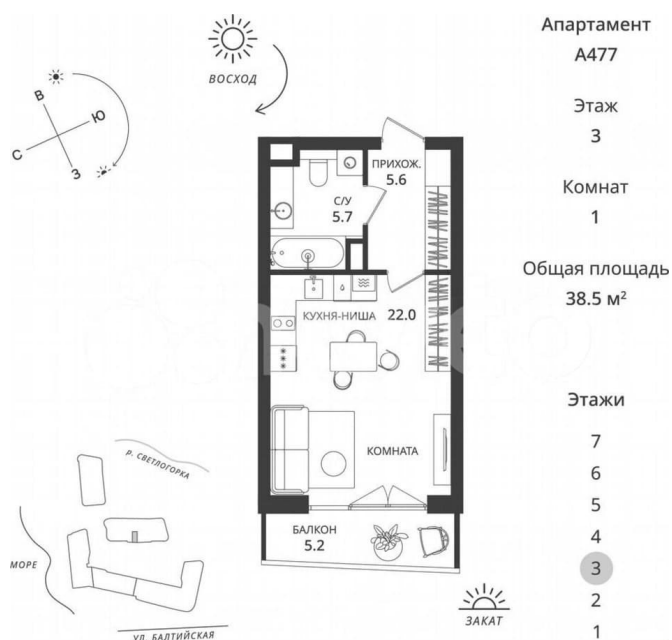 Апартамент
А477
Этаж
3
Комнат
1
Общая площадь
38.5 м²
Этажи
7
6
5
4
3
2
1
ВОСХОД
В
Ю
С
З
ПРИХОЖ.
5.6
С/У
5.7
КУХНЯ-НИША 22.0
КОМНАТА
БАЛКОН
5.2
ЗАКАТ
р. СВЕТЛОГОРКА
МОРЕ
УЛ. БАЛТИЙСКАЯ